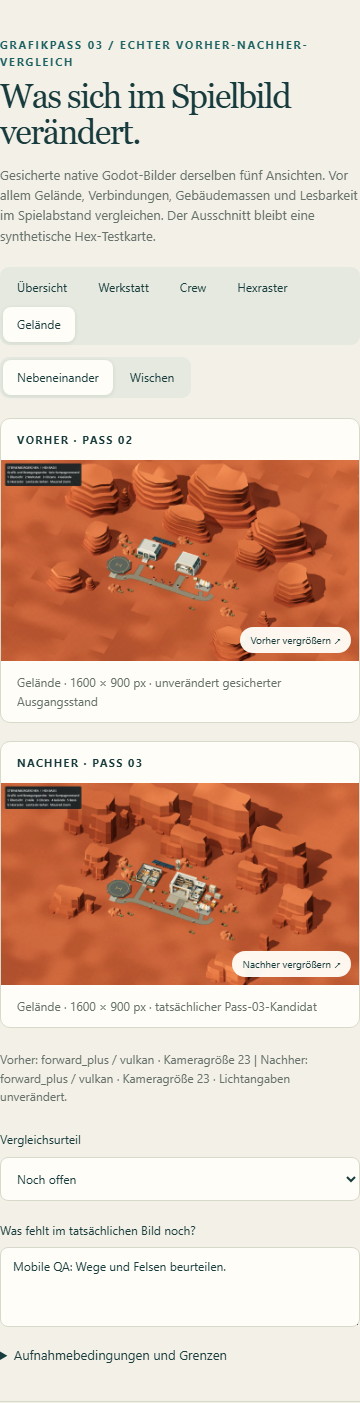 GRAFIKPASS 03 / ECHTER VORHER-NACHHER-
VERGLEICH
Was sich im Spielbild
verändert.
Gesicherte native Godot-Bilder derselben fünf Ansichten. Vor
allem Gelände, Verbindungen, Gebäudemassen und Lesbarkeit
im Spielabstand vergleichen. Der Ausschnitt bleibt eine
synthetische Hex-Testkarte.
Übersicht Werkstatt Crew Hexraster
Gelände
Nebeneinander Wischen
VORHER · PASS 02
Vorher vergrößern ↗
Gelände · 1600 × 900 px · unverändert gesicherter
Ausgangsstand
NACHHER · PASS 03
Nachher vergrößern ↗
Gelände · 1600 × 900 px · tatsächlicher Pass-03-Kandidat
Vorher: forward_plus / vulkan · Kameragröße 23 | Nachher:
forward_plus / vulkan · Kameragröße 23 · Lichtangaben
unverändert.
Vergleichsurteil
Noch offen
Was fehlt im tatsächlichen Bild noch?
Mobile QA: Wege und Felsen beurteilen.
Aufnahmebedingungen und Grenzen